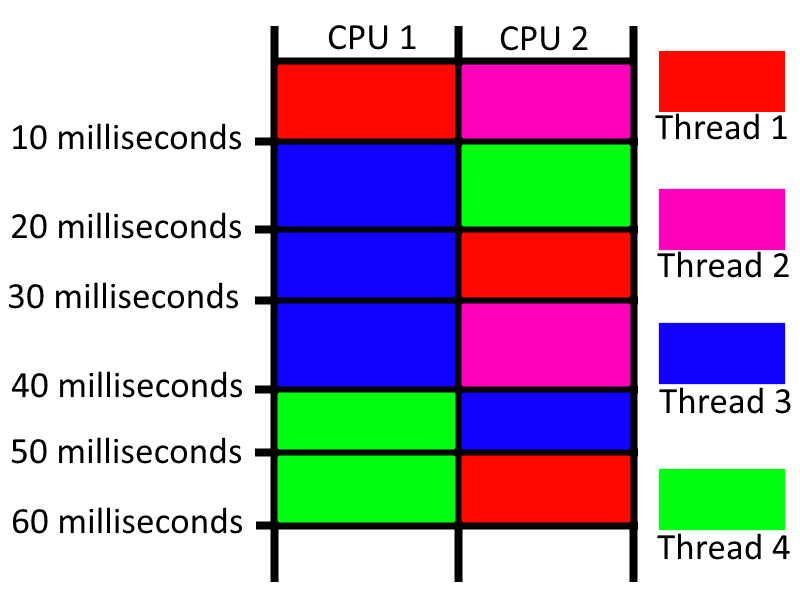 CPU 1
CPU 2
Thread 1
10 milliseconds
20 milliseconds
Thread 2
30 milliseconds
40 milliseconds
Thread 3
50 milliseconds
60 milliseconds
Thread 4